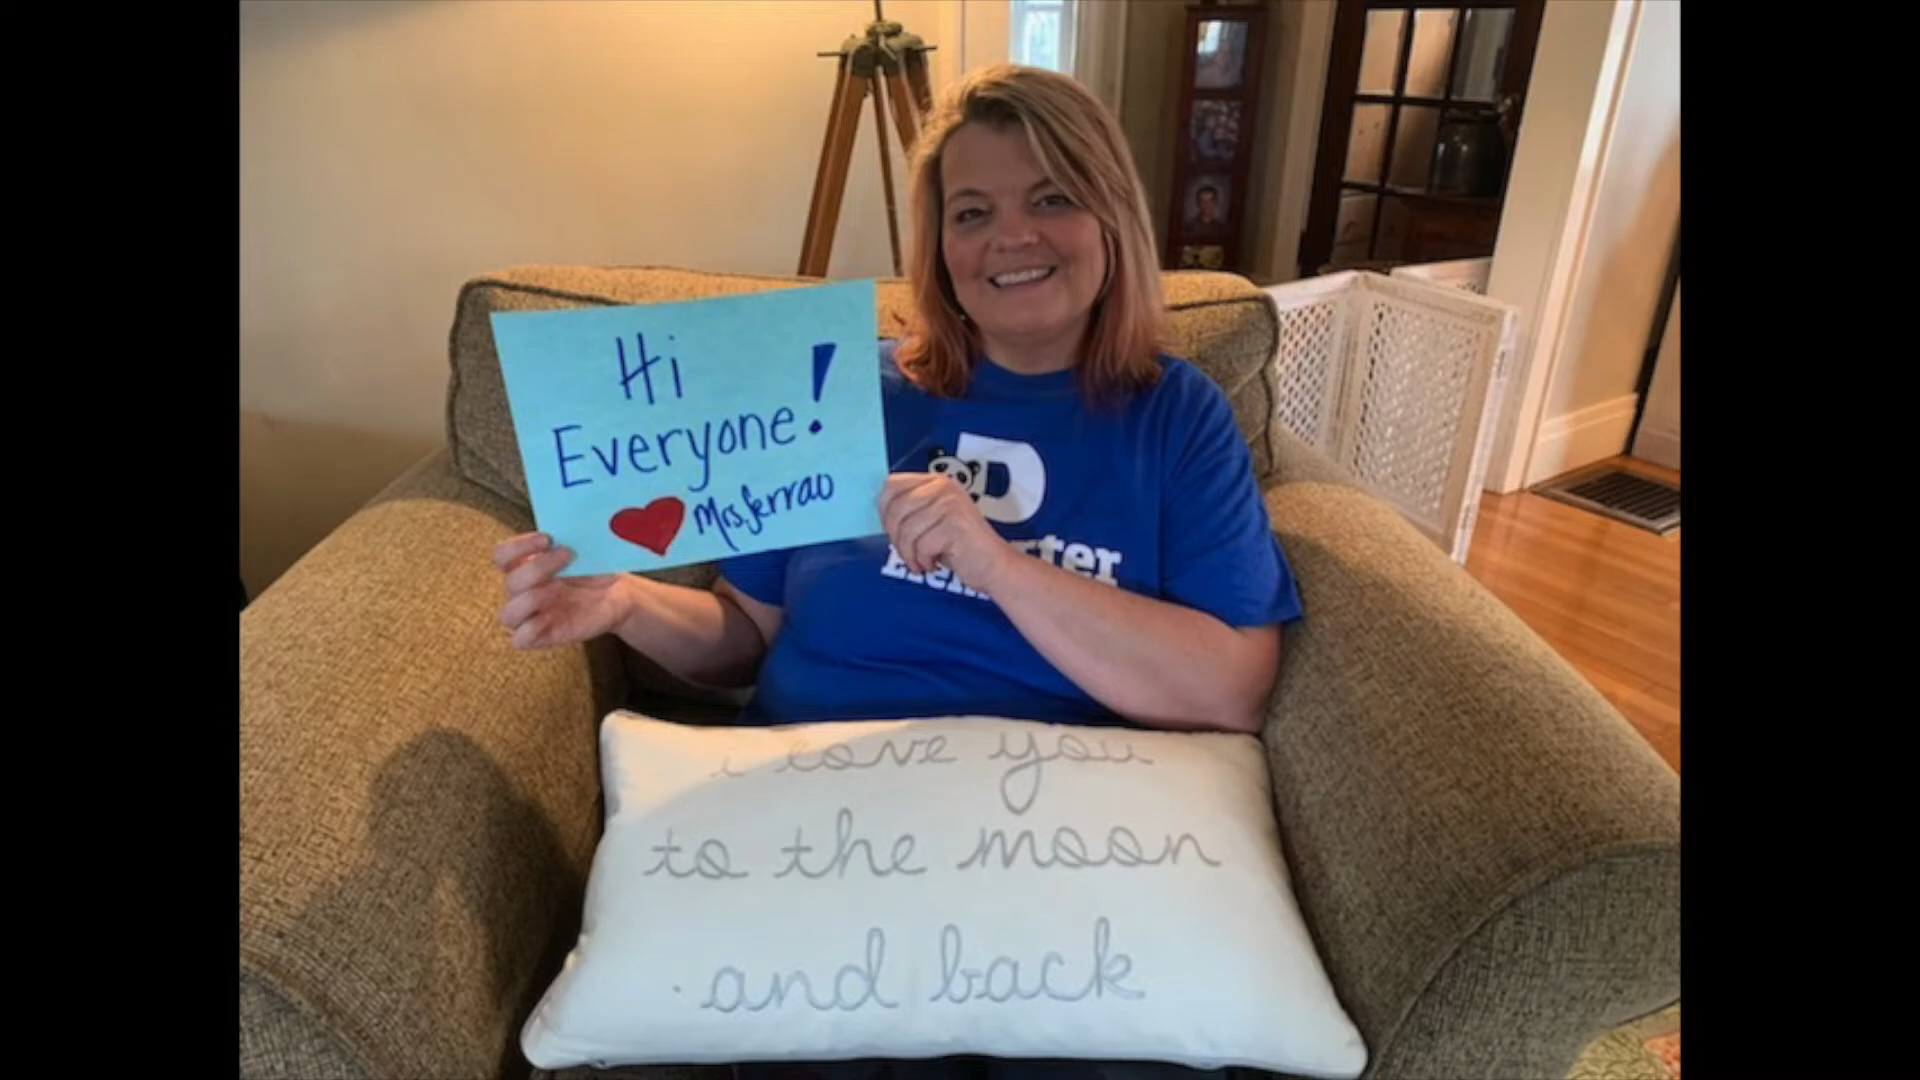 Hi
Everyone!
Mrs. Ferrao
D
i love you
to the moon
and back